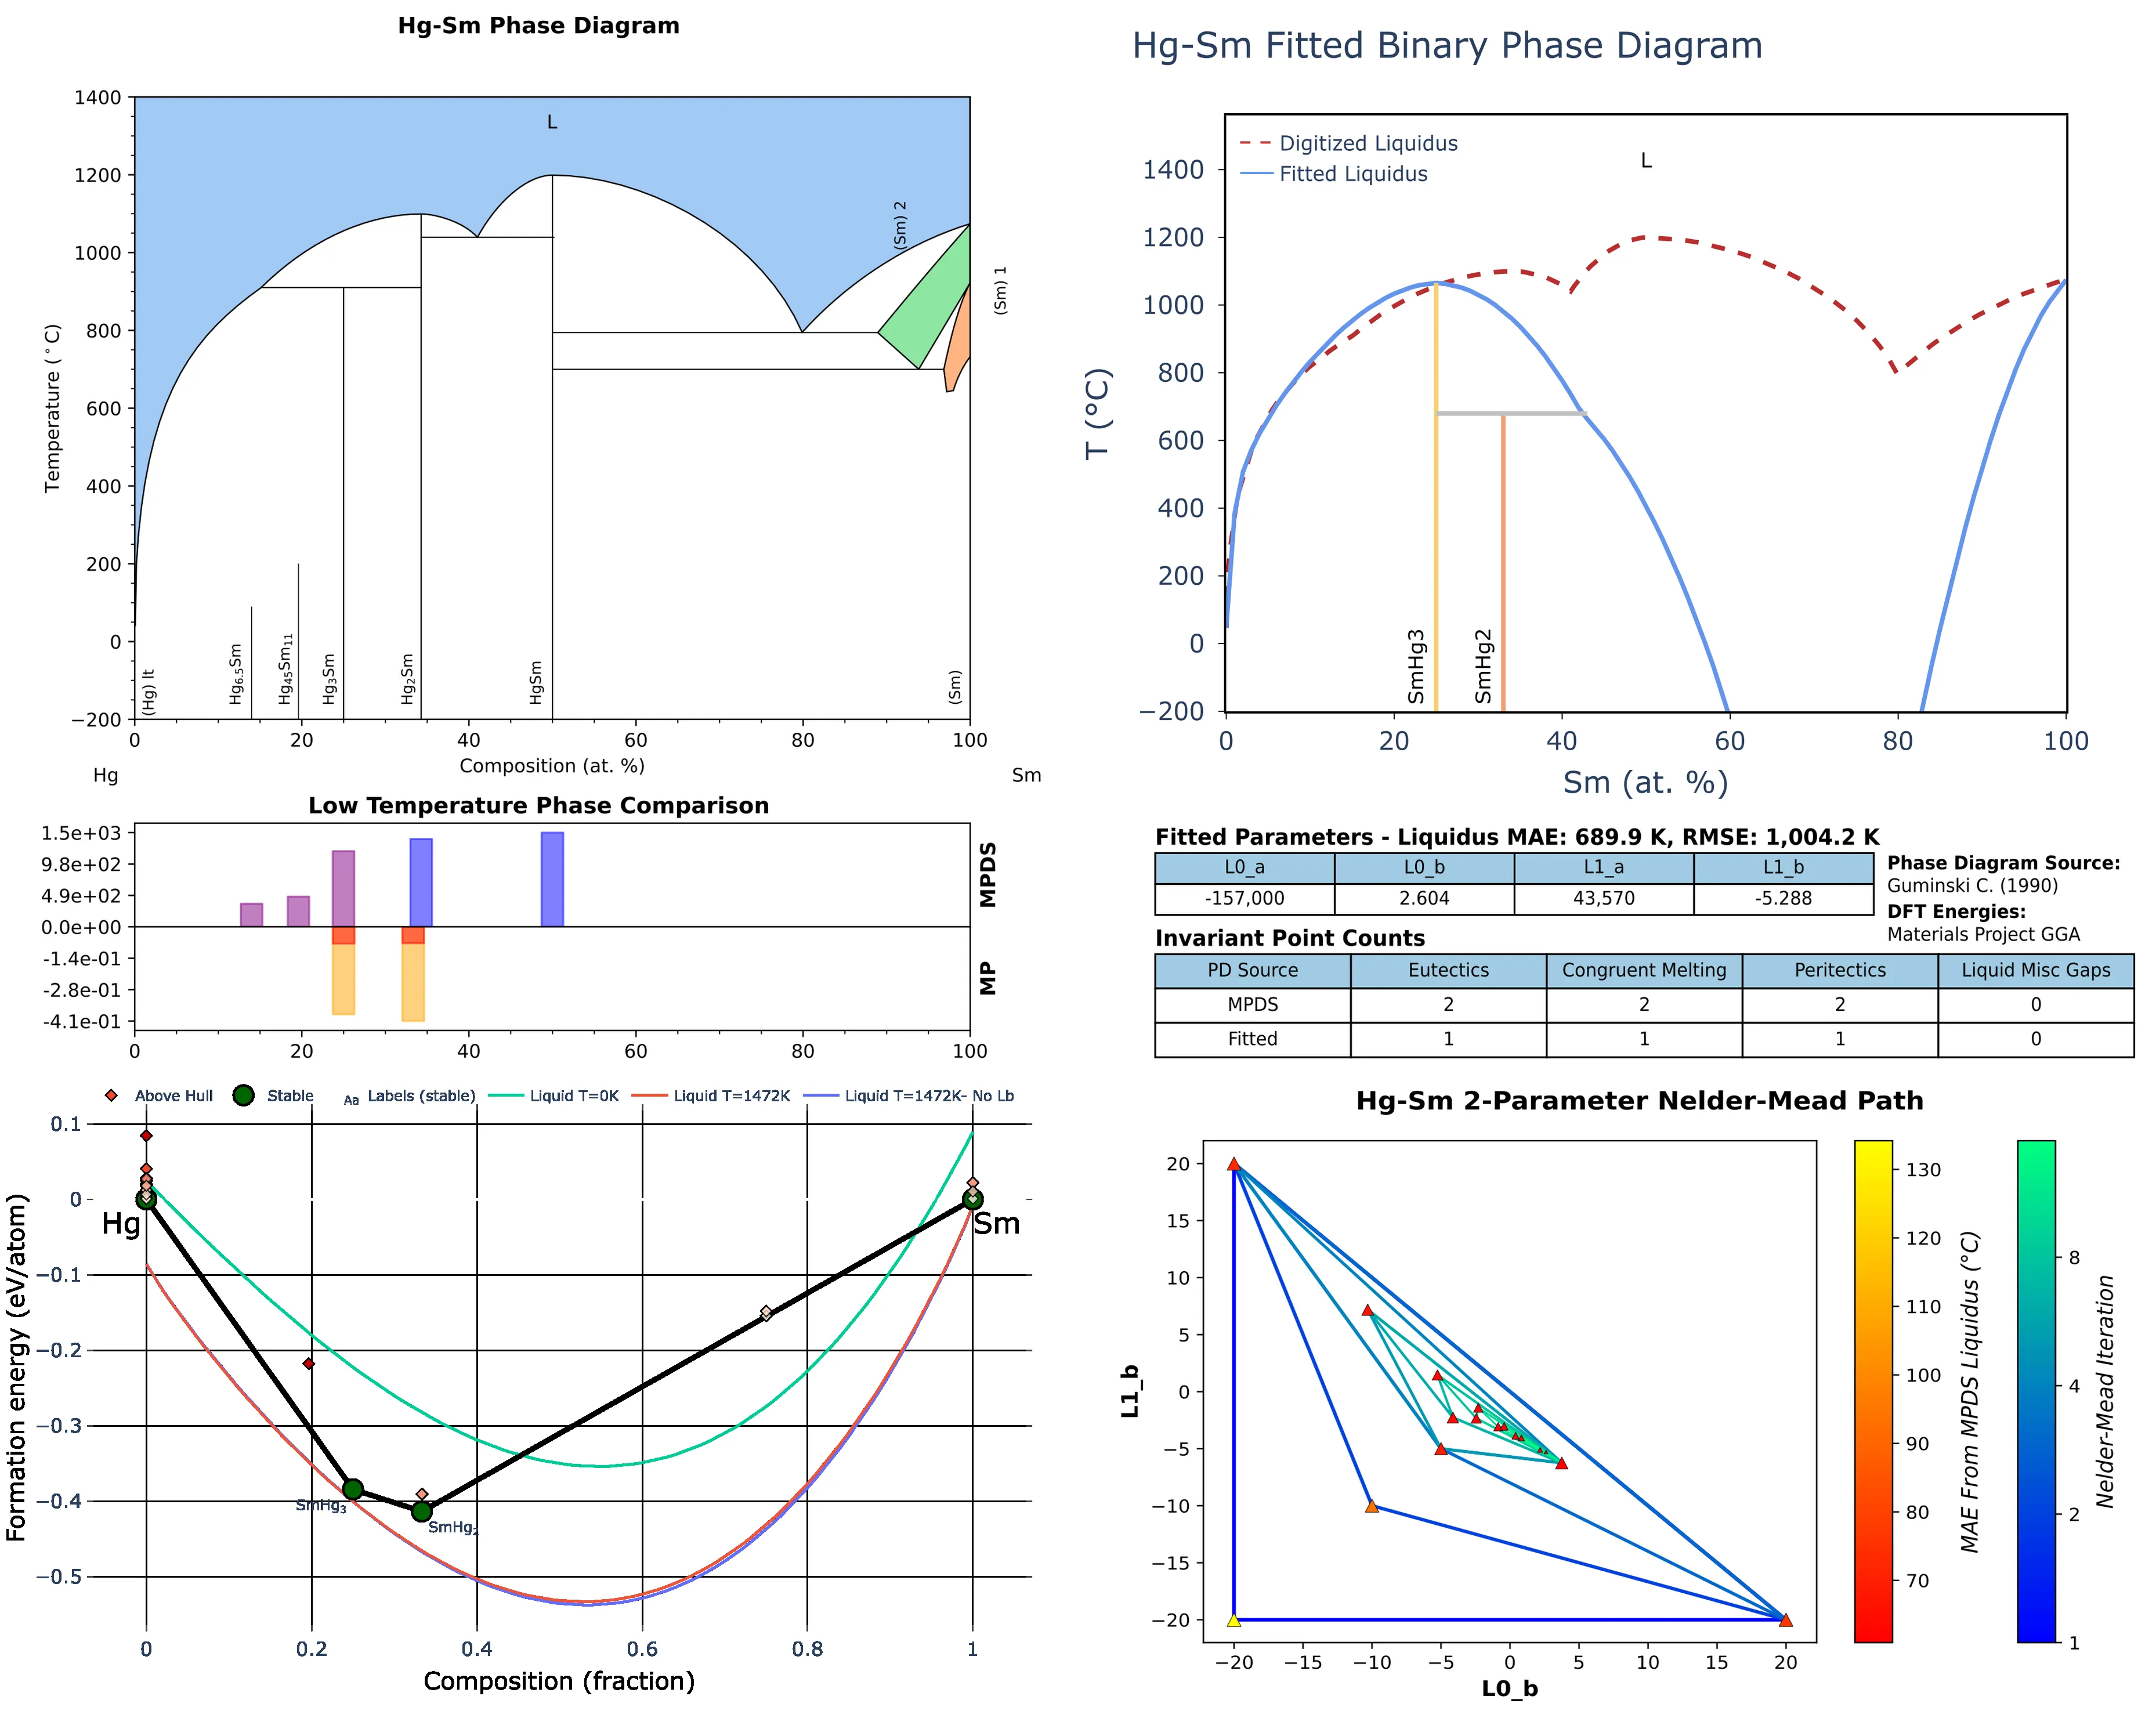 Hg-Sm Phase Diagram
1400
1200
1000
800
600
400
200
0
−200
Temperature (°C)
L
(Sm) 2
(Sm) 1
(Hg) lt
Hg6.5Sm
Hg45Sm11
Hg3Sm
Hg2Sm
HgSm
(Sm)
0 20 40 60 80 100
Composition (at. %)
Hg Sm
Low Temperature Phase Comparison
1.5e+03
9.8e+02
4.9e+02
0.0e+00
-1.4e-01
-2.8e-01
-4.1e-01
MPDS
MP
0 20 40 60 80 100
Hg-Sm Fitted Binary Phase Diagram
Digitized Liquidus
Fitted Liquidus
L
1400
1200
1000
800
600
400
200
0
−200
T (°C)
SmHg3
SmHg2
0 20 40 60 80 100
Sm (at. %)
Fitted Parameters - Liquidus MAE: 689.9 K, RMSE: 1,004.2 K
L0_a L0_b L1_a L1_b
-157,000 2.604 43,570 -5.288
Phase Diagram Source:
Guminski C. (1990)
DFT Energies:
Materials Project GGA
Invariant Point Counts
PD Source Eutectics Congruent Melting Peritectics Liquid Misc Gaps
MPDS 2 2 2 0
Fitted 1 1 1 0
Above Hull Stable Aa Labels (stable) Liquid T=0K Liquid T=1472K Liquid T=1472K- No Lb
0.1
0
−0.1
−0.2
−0.3
−0.4
−0.5
Formation energy (eV/atom)
Hg
Sm
SmHg3
SmHg2
0 0.2 0.4 0.6 0.8 1
Composition (fraction)
Hg-Sm 2-Parameter Nelder-Mead Path
20
15
10
5
0
−5
−10
−15
−20
L1_b
−20 −15 −10 −5 0 5 10 15 20
L0_b
130
120
110
100
90
80
70
MAE From MPDS Liquidus (°C)
8
4
2
1
Nelder-Mead Iteration